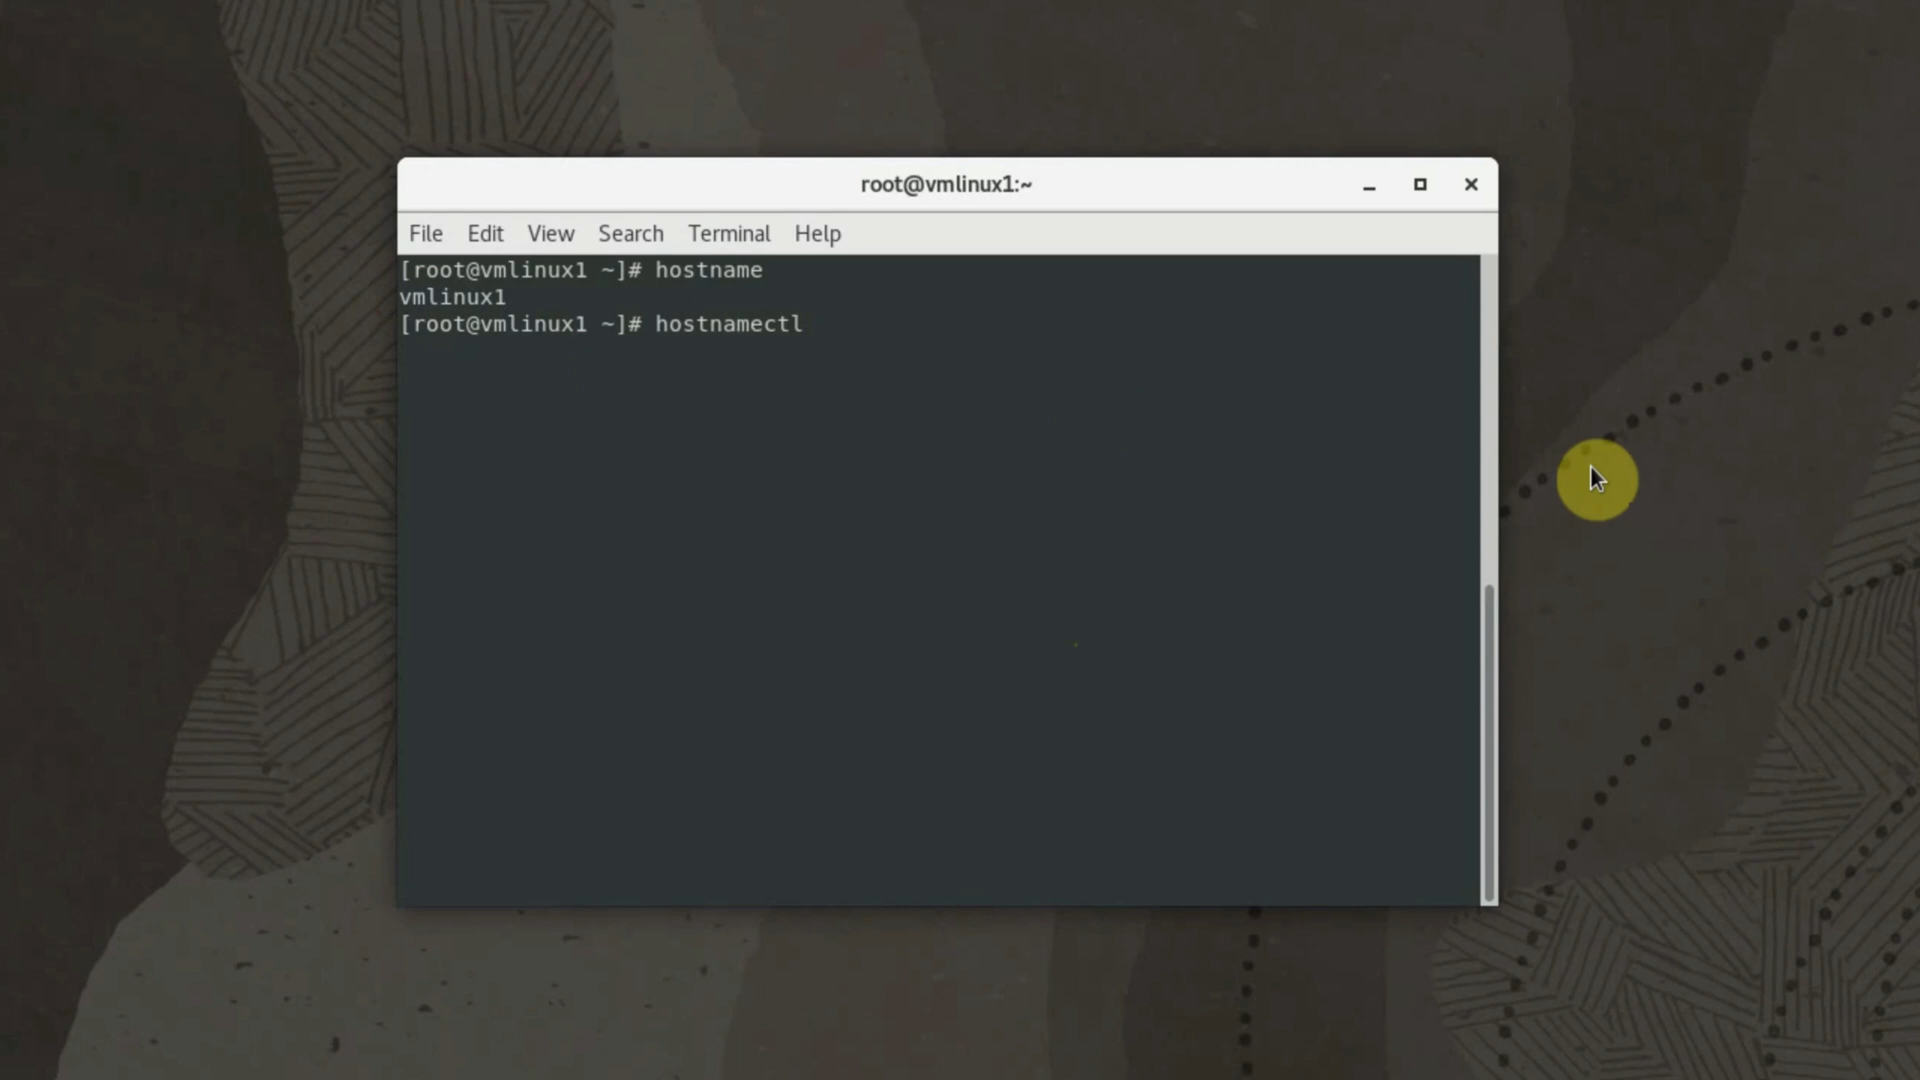 root@vmlinux1:~
File Edit View Search Terminal Help
[root@vmlinux1 ~]# hostname
vmlinux1
[root@vmlinux1 ~]# hostnamectl